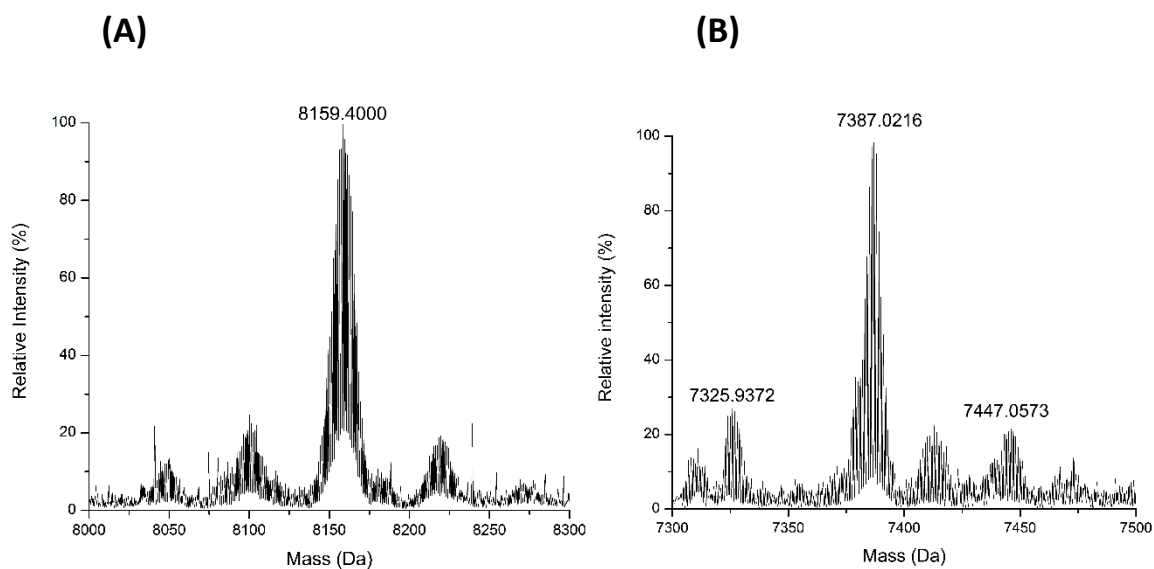 (A)
8159.4000
100
80
60
40
20
0
Relative Intensity (%)
8000 8050 8100 8150 8200 8250 8300
Mass (Da)
(B)
7387.0216
100
80
60
40
20
0
7325.9372
7447.0573
Relative intensity (%)
7300 7350 7400 7450 7500
Mass (Da)